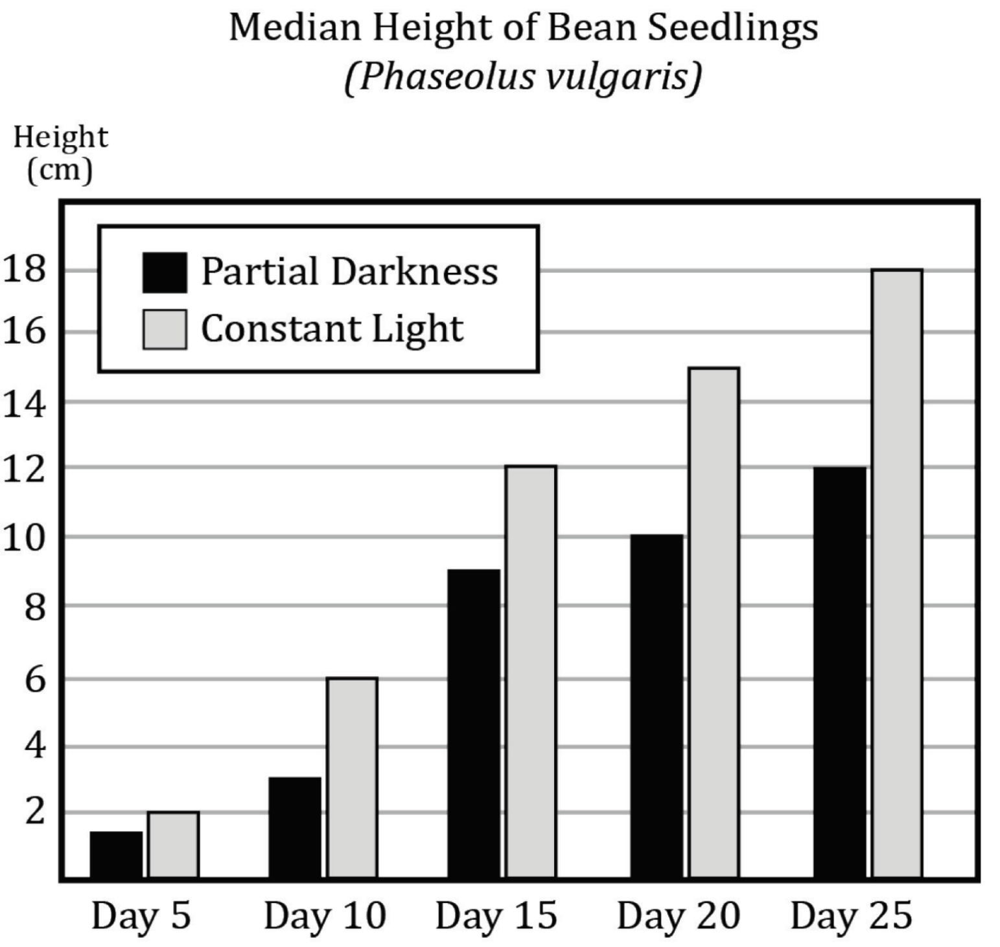 Median Height of Bean Seedlings
(Phaseolus vulgaris)
Height
(cm)
Partial Darkness
Constant Light
18
16
14
12
10
8
6
4
2
Day 5 Day 10 Day 15 Day 20 Day 25